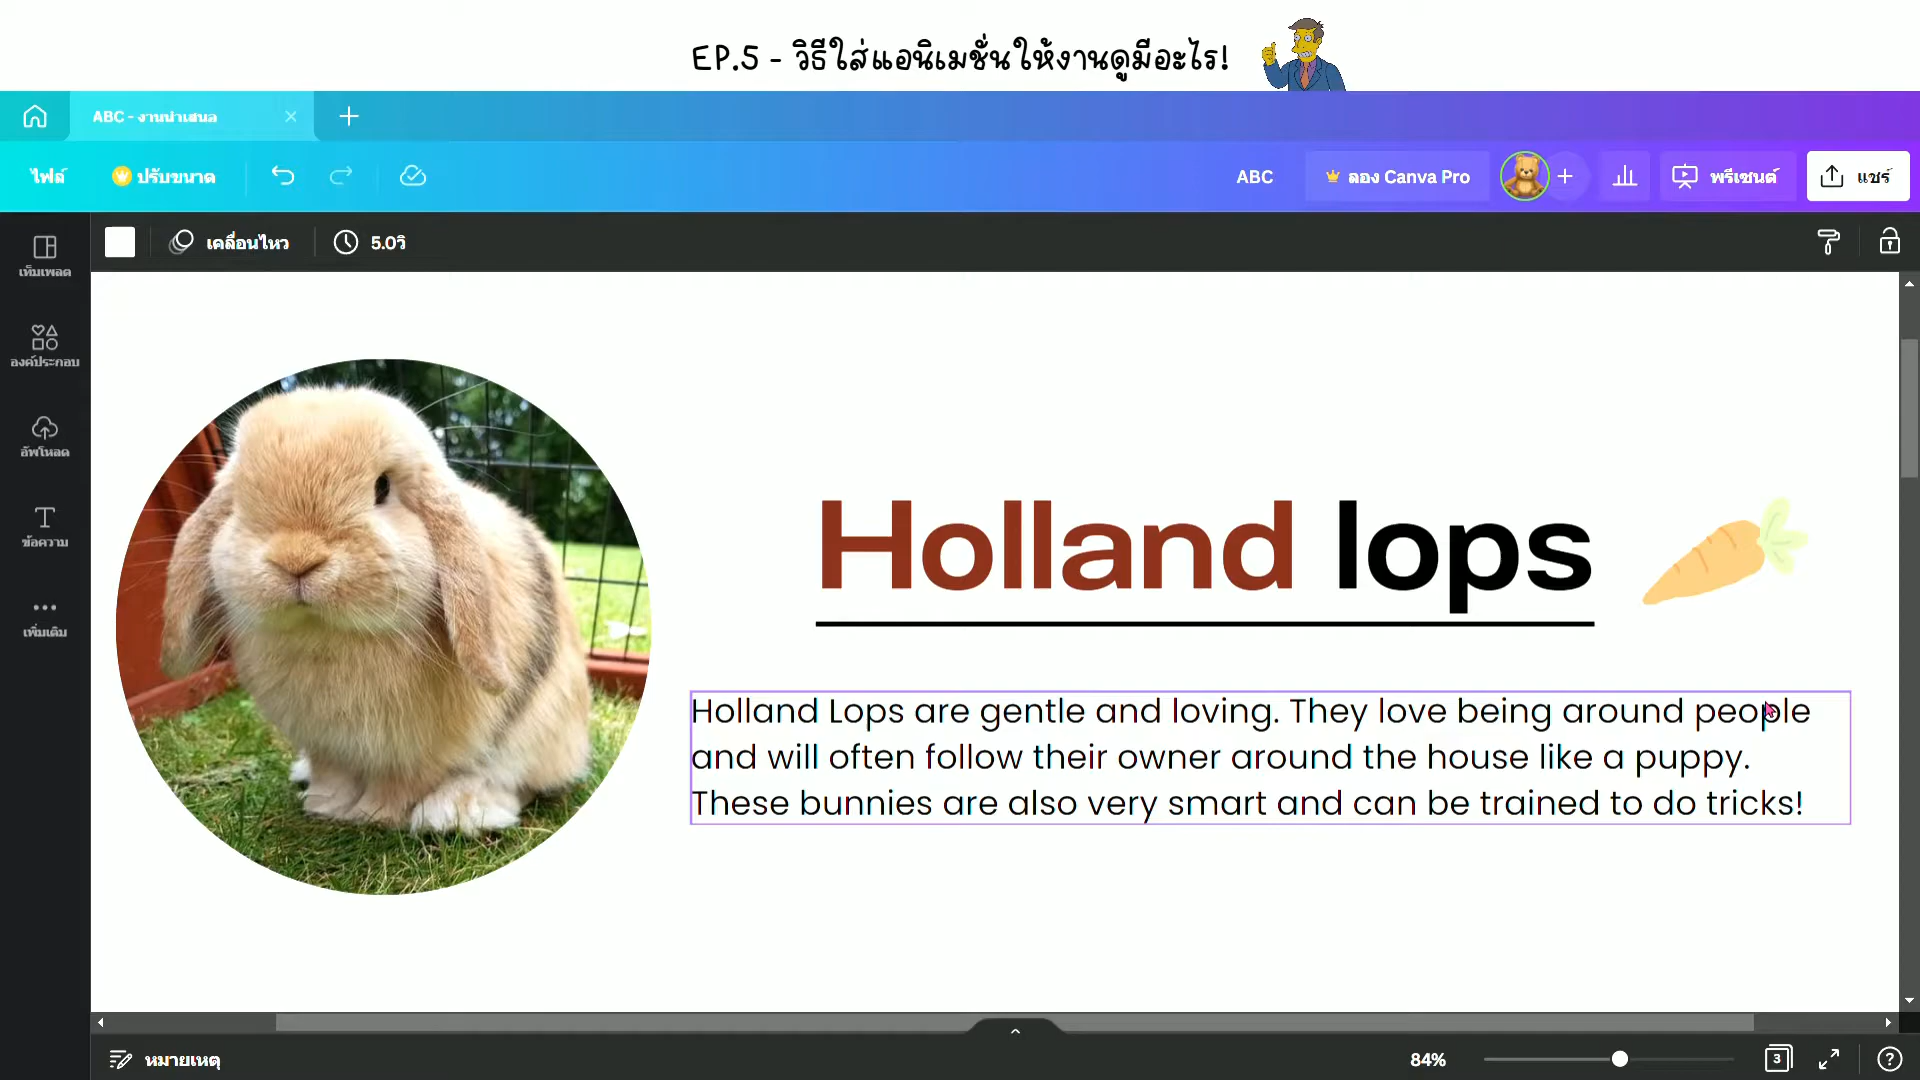 EP.5 - วิธีใส่แอนิเมชั่นให้งานดูมีอะไร!
ABC - งานนำเสนอ
ไฟล์
ปรับขนาด
ABC
ลอง Canva Pro
พรีเซนต์
แชร์
เคลื่อนไหว
5.0วิ
เท็มเพลต
องค์ประกอบ
อัพโหลด
ข้อความ
เพิ่มเติม
Holland lops
Holland Lops are gentle and loving. They love being around people
and will often follow their owner around the house like a puppy.
These bunnies are also very smart and can be trained to do tricks!
หมายเหตุ
84%
3